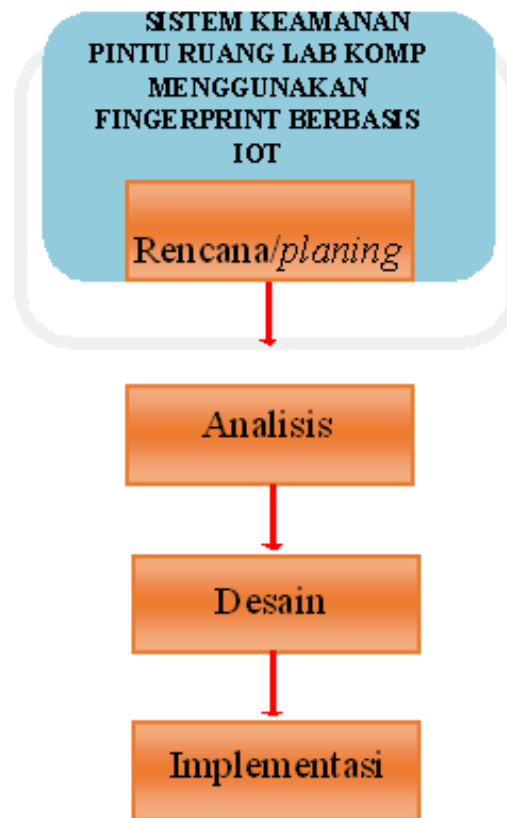 SISTEM KEAMANAN
PINTU RUANG LAB KOMP
MENGGUNAKAN
FINGERPRINT BERBASIS
IOT
Rencana/planing
Analisis
Desain
Implementasi